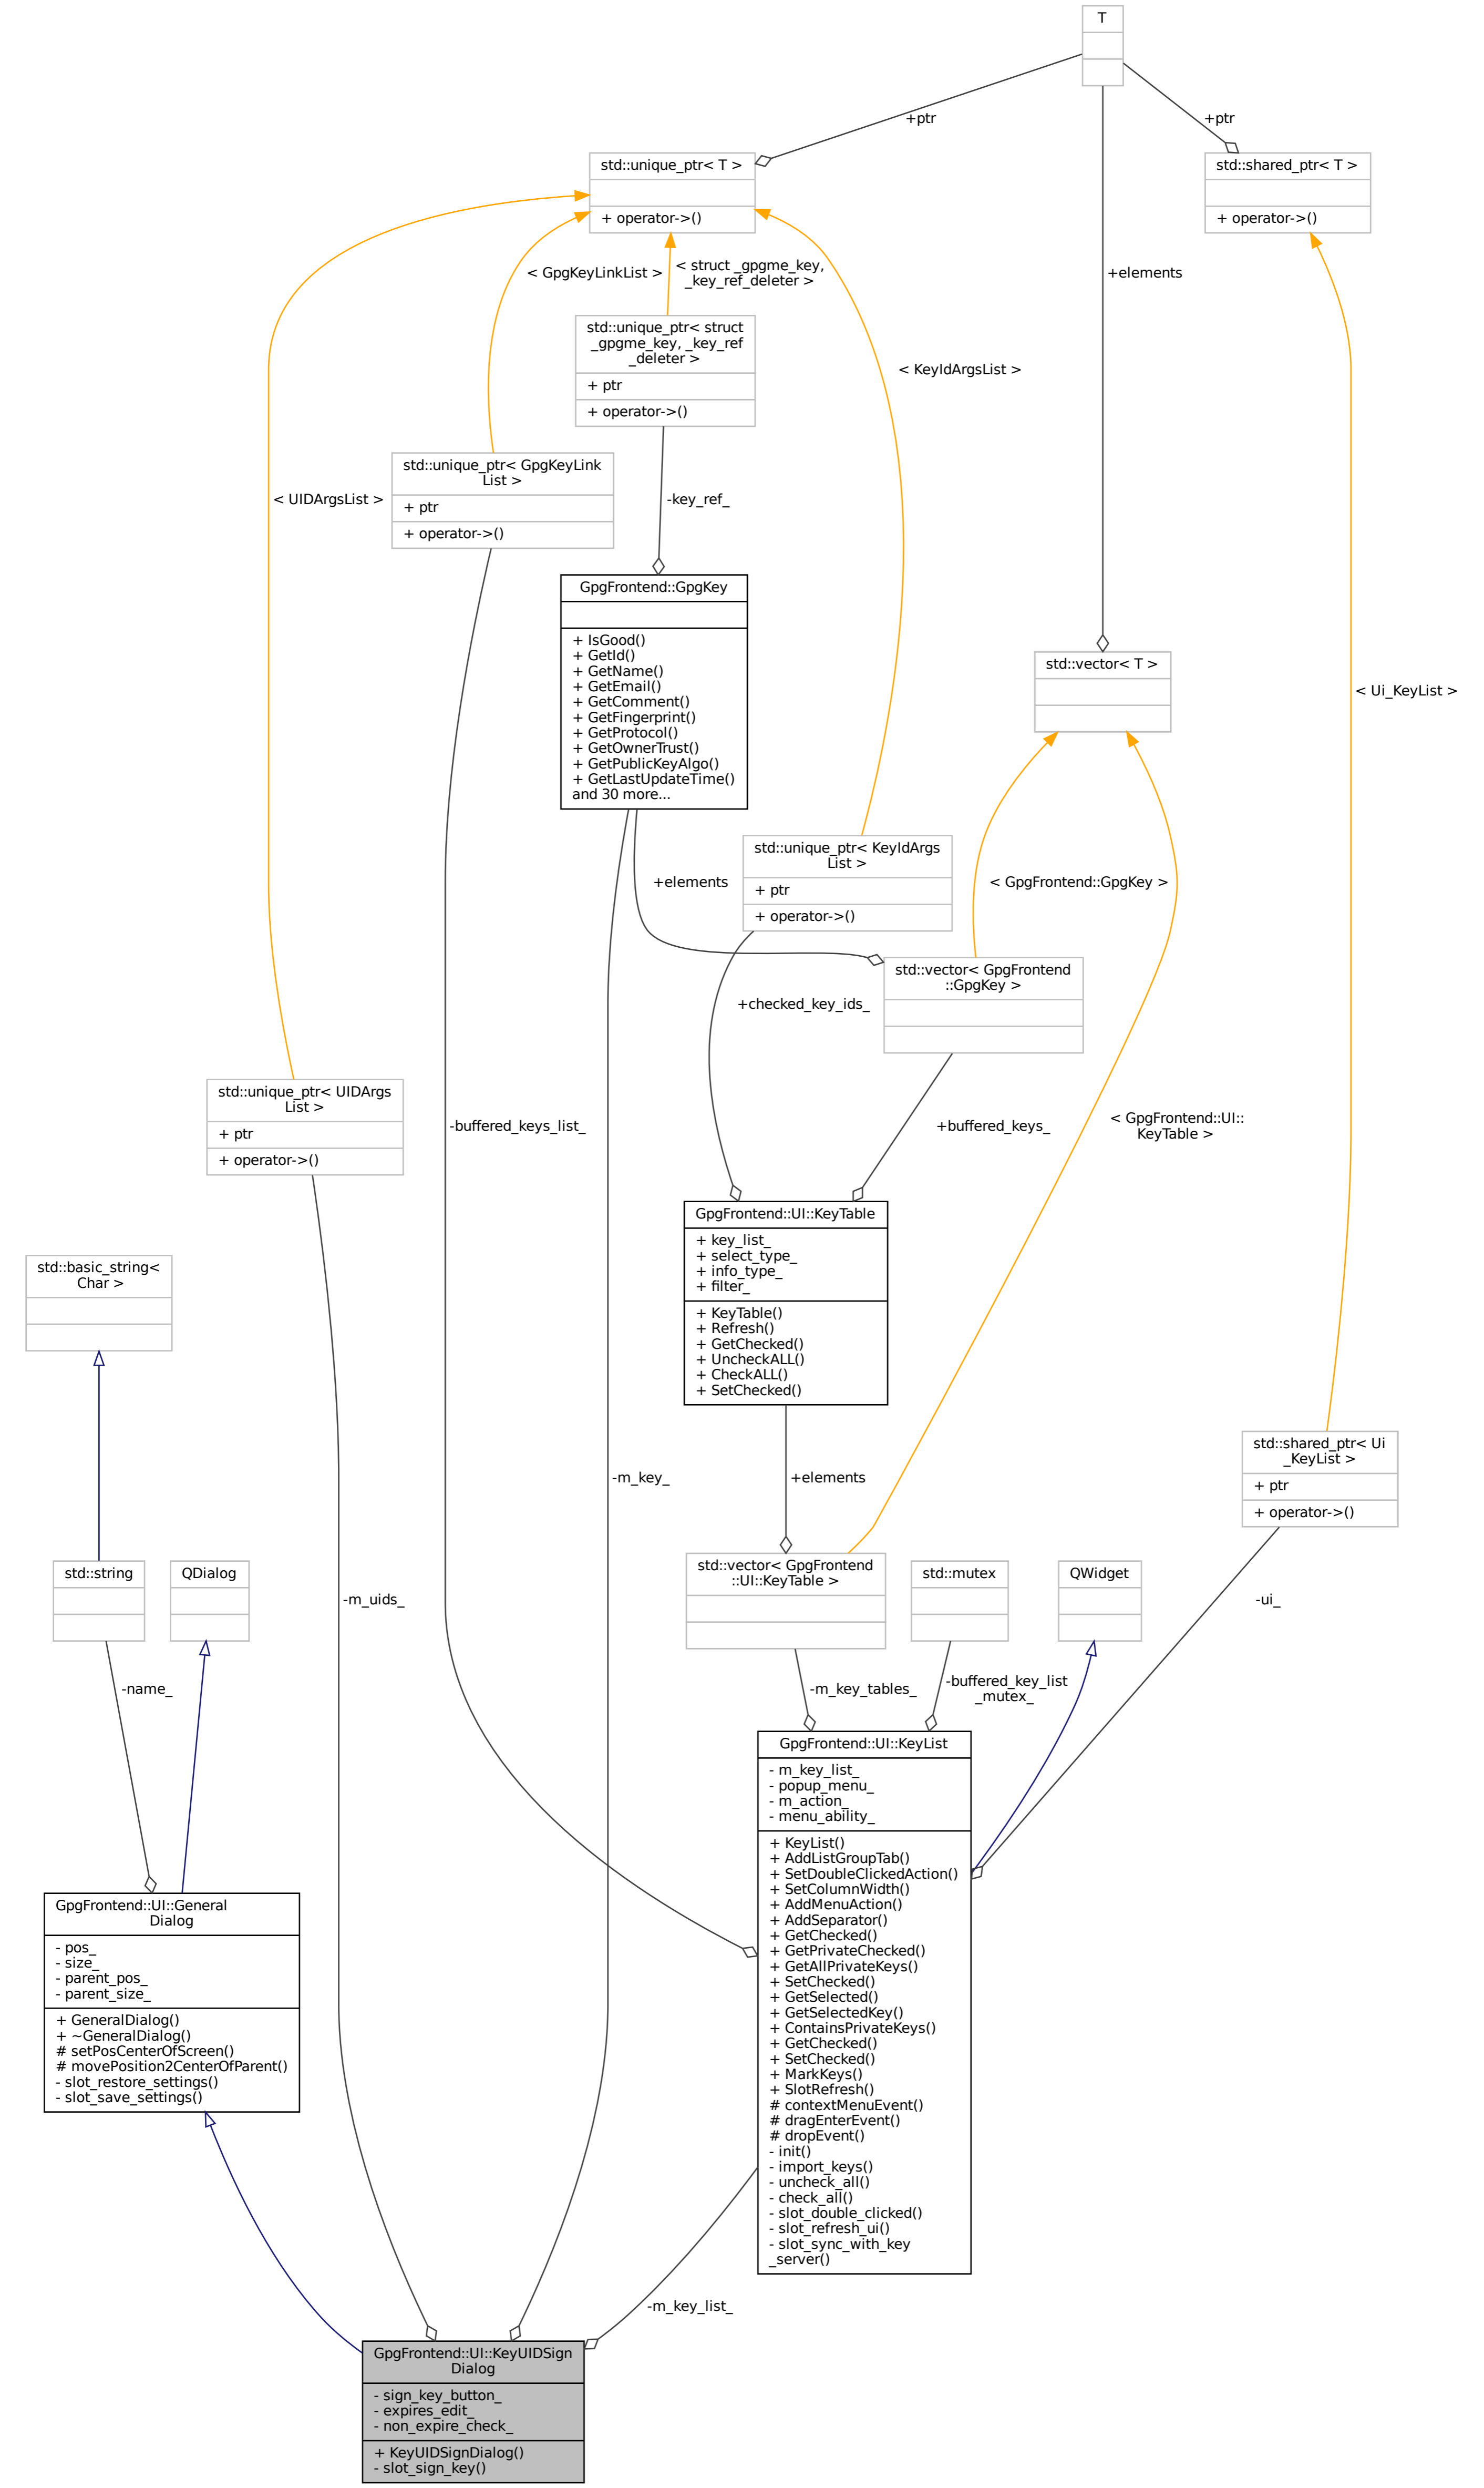 T
+ptr
+ptr
std::unique_ptr< T >
+ operator->()
std::shared_ptr< T >
+ operator->()
< GpgKeyLinkList >
< struct _gpgme_key,
_key_ref_deleter >
+elements
std::unique_ptr< struct
_gpgme_key, _key_ref
_deleter >
+ ptr
+ operator->()
< KeyIdArgsList >
std::unique_ptr< GpgKeyLink
List >
+ ptr
+ operator->()
< UIDArgsList >
-key_ref_
GpgFrontend::GpgKey
+ IsGood()
+ GetId()
+ GetName()
+ GetEmail()
+ GetComment()
+ GetFingerprint()
+ GetProtocol()
+ GetOwnerTrust()
+ GetPublicKeyAlgo()
+ GetLastUpdateTime()
and 30 more...
std::vector< T >
< Ui_KeyList >
std::unique_ptr< KeyIdArgs
List >
+ ptr
+ operator->()
+elements
< GpgFrontend::GpgKey >
std::vector< GpgFrontend
::GpgKey >
+checked_key_ids_
std::unique_ptr< UIDArgs
List >
+ ptr
+ operator->()
-buffered_keys_list_
+buffered_keys_
< GpgFrontend::UI::
KeyTable >
GpgFrontend::UI::KeyTable
+ key_list_
+ select_type_
+ info_type_
+ filter_
+ KeyTable()
+ Refresh()
+ GetChecked()
+ UncheckALL()
+ CheckALL()
+ SetChecked()
std::basic_string<
Char >
std::shared_ptr< Ui
_KeyList >
+ ptr
+ operator->()
-m_key_
+elements
std::string
QDialog
-m_uids_
std::vector< GpgFrontend
::UI::KeyTable >
std::mutex
QWidget
-ui_
-name_
-m_key_tables_
-buffered_key_list
_mutex_
GpgFrontend::UI::KeyList
- m_key_list_
- popup_menu_
- m_action_
- menu_ability_
+ KeyList()
+ AddListGroupTab()
+ SetDoubleClickedAction()
+ SetColumnWidth()
+ AddMenuAction()
+ AddSeparator()
+ GetChecked()
+ GetPrivateChecked()
+ GetAllPrivateKeys()
+ SetChecked()
+ GetSelected()
+ GetSelectedKey()
+ ContainsPrivateKeys()
+ GetChecked()
+ SetChecked()
+ MarkKeys()
+ SlotRefresh()
# contextMenuEvent()
# dragEnterEvent()
# dropEvent()
- init()
- import_keys()
- uncheck_all()
- check_all()
- slot_double_clicked()
- slot_refresh_ui()
- slot_sync_with_key
_server()
GpgFrontend::UI::General
Dialog
- pos_
- size_
- parent_pos_
- parent_size_
+ GeneralDialog()
+ ~GeneralDialog()
# setPosCenterOfScreen()
# movePosition2CenterOfParent()
- slot_restore_settings()
- slot_save_settings()
-m_key_list_
GpgFrontend::UI::KeyUIDSign
Dialog
- sign_key_button_
- expires_edit_
- non_expire_check_
+ KeyUIDSignDialog()
- slot_sign_key()